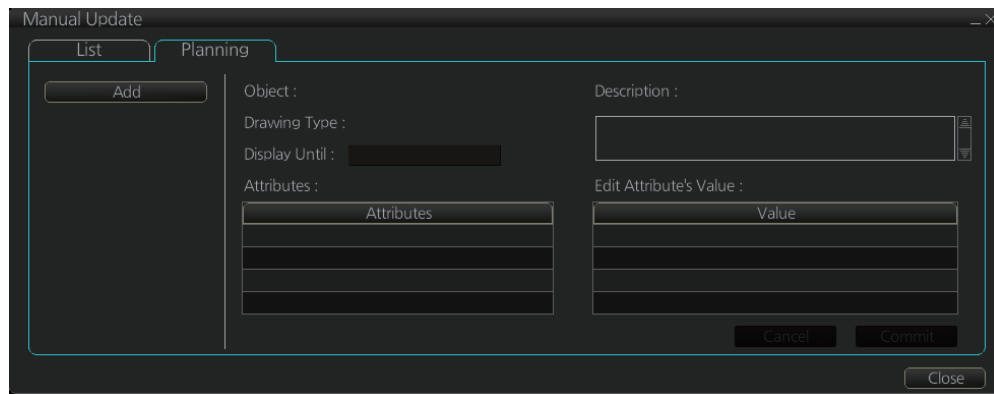 Manual Update
List Planning
Add
Object :
Description :
Drawing Type :
Display Until :
Attributes :
Edit Attribute's Value :
Attributes
Value
Cancel Commit
Close